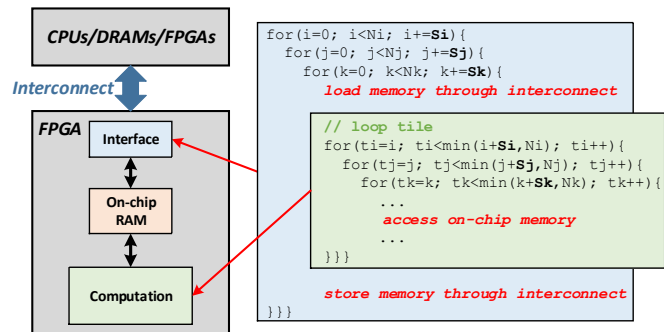 CPUs/DRAMs/FPGAs
Interconnect
FPGA
Interface
On-chip
RAM
Computation
for(i=0; i<Ni; i+=Si){
for(j=0; j<Nj; j+=Sj){
for(k=0; k<Nk; k+=Sk){
load memory through interconnect
// loop tile
for(ti=i; ti<min(i+Si,Ni); ti++){
for(tj=j; tj<min(j+Sj,Nj); tj++){
for(tk=k; tk<min(k+Sk,Nk); tk++){
...
access on-chip memory
...
}}}
store memory through interconnect
}}}